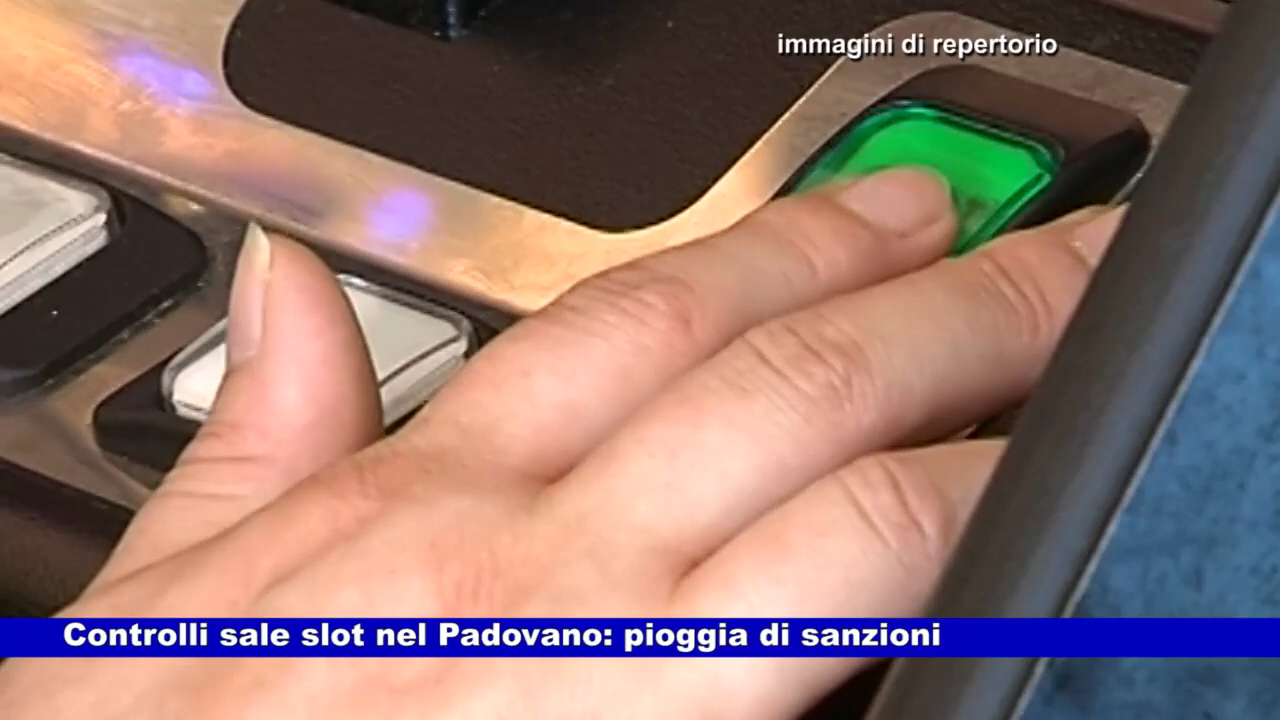 immagini di repertorio
Controlli sale slot nel Padovano: pioggia di sanzioni